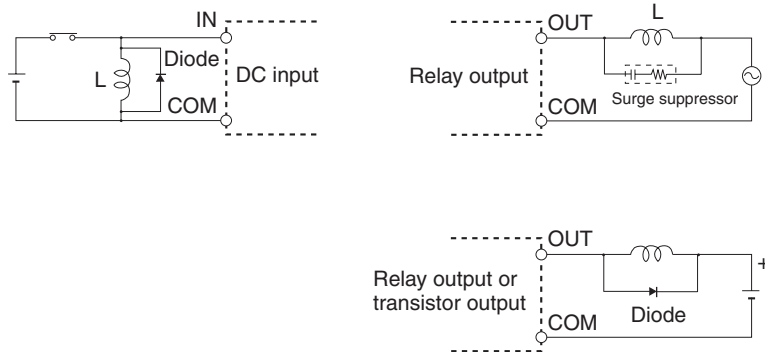 IN
Diode
L
DC input
COM
OUT
L
Relay output
Surge suppressor
COM
OUT
+
Relay output or
transistor output
Diode
COM